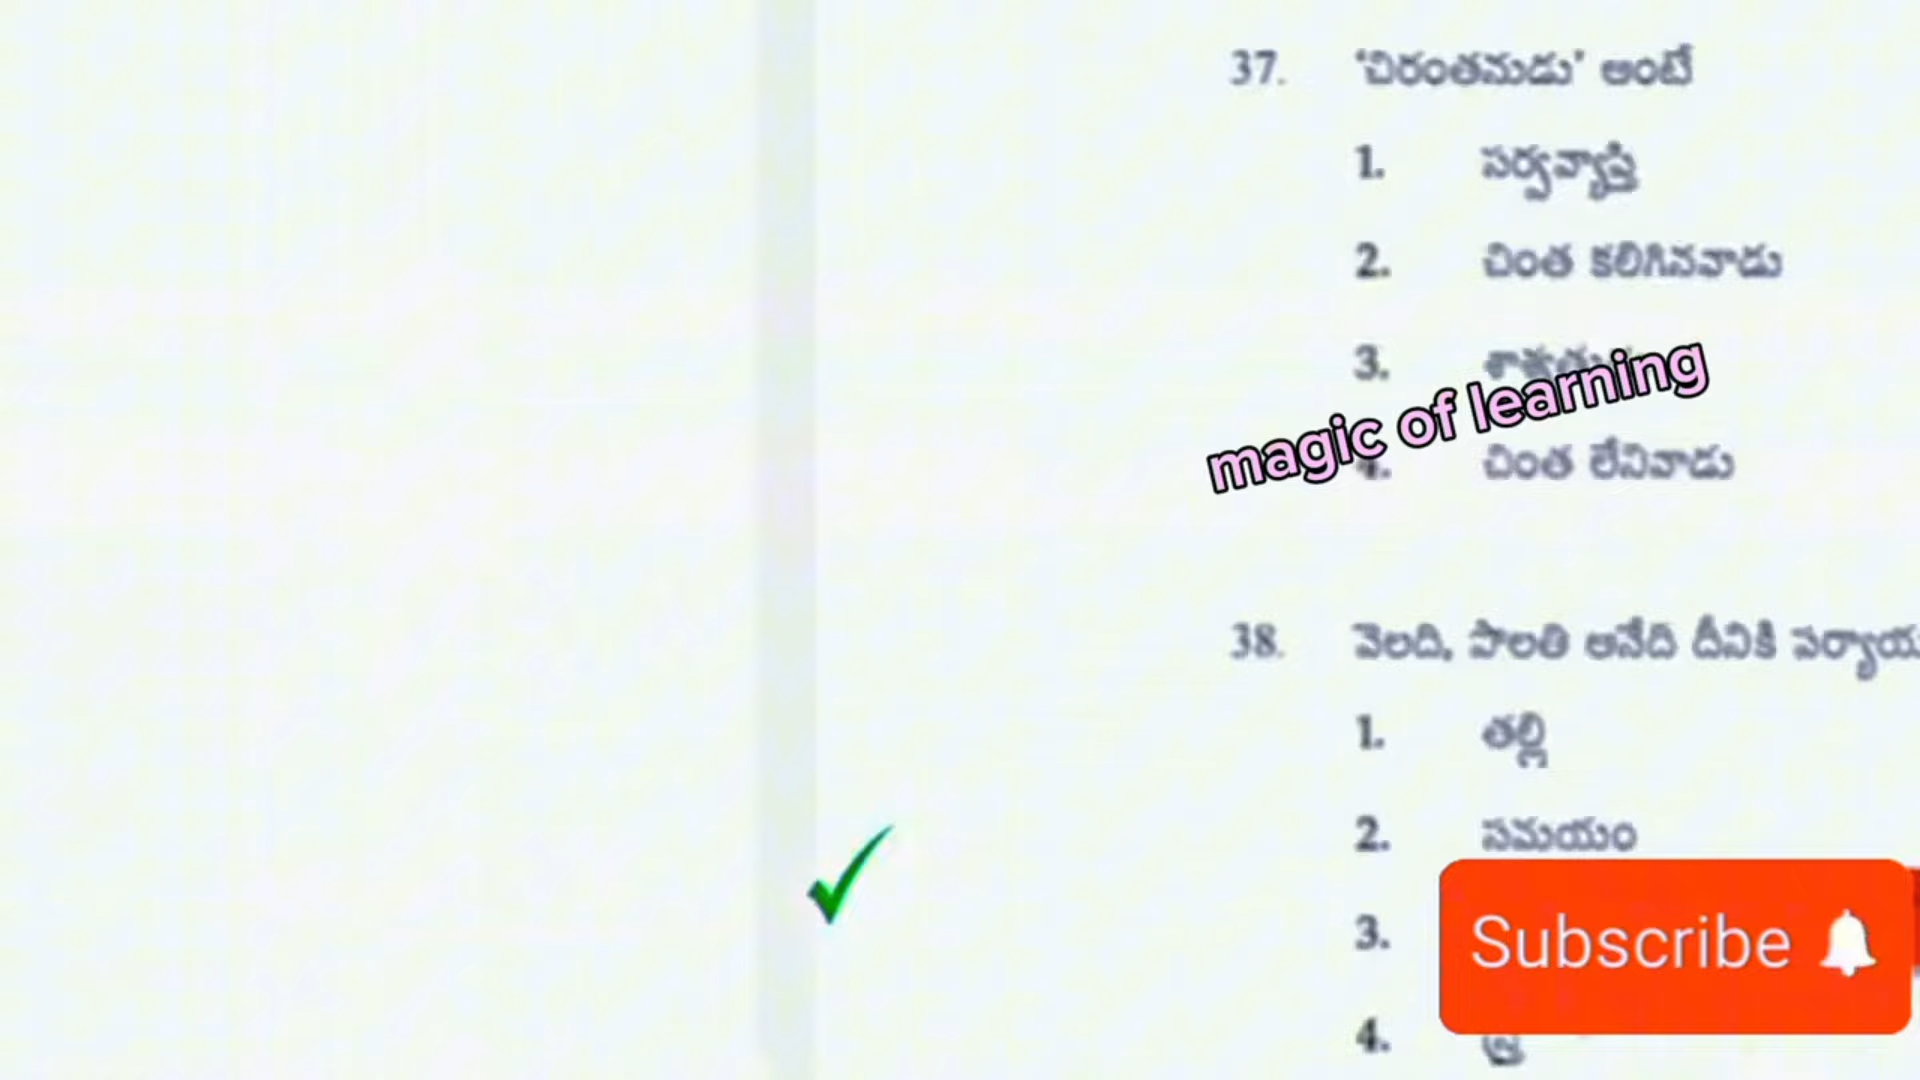 37. 'చిరంతనుడు' అంటే
1. సర్వవ్యాప్తి
2. చింత కలిగినవాడు
3.
magic of learning
4. చింత లేనివాడు
38. వెలది, పొలతి అనేది దీనికి
1. తల్లి
2. సమయం
3.
Subscribe
4.